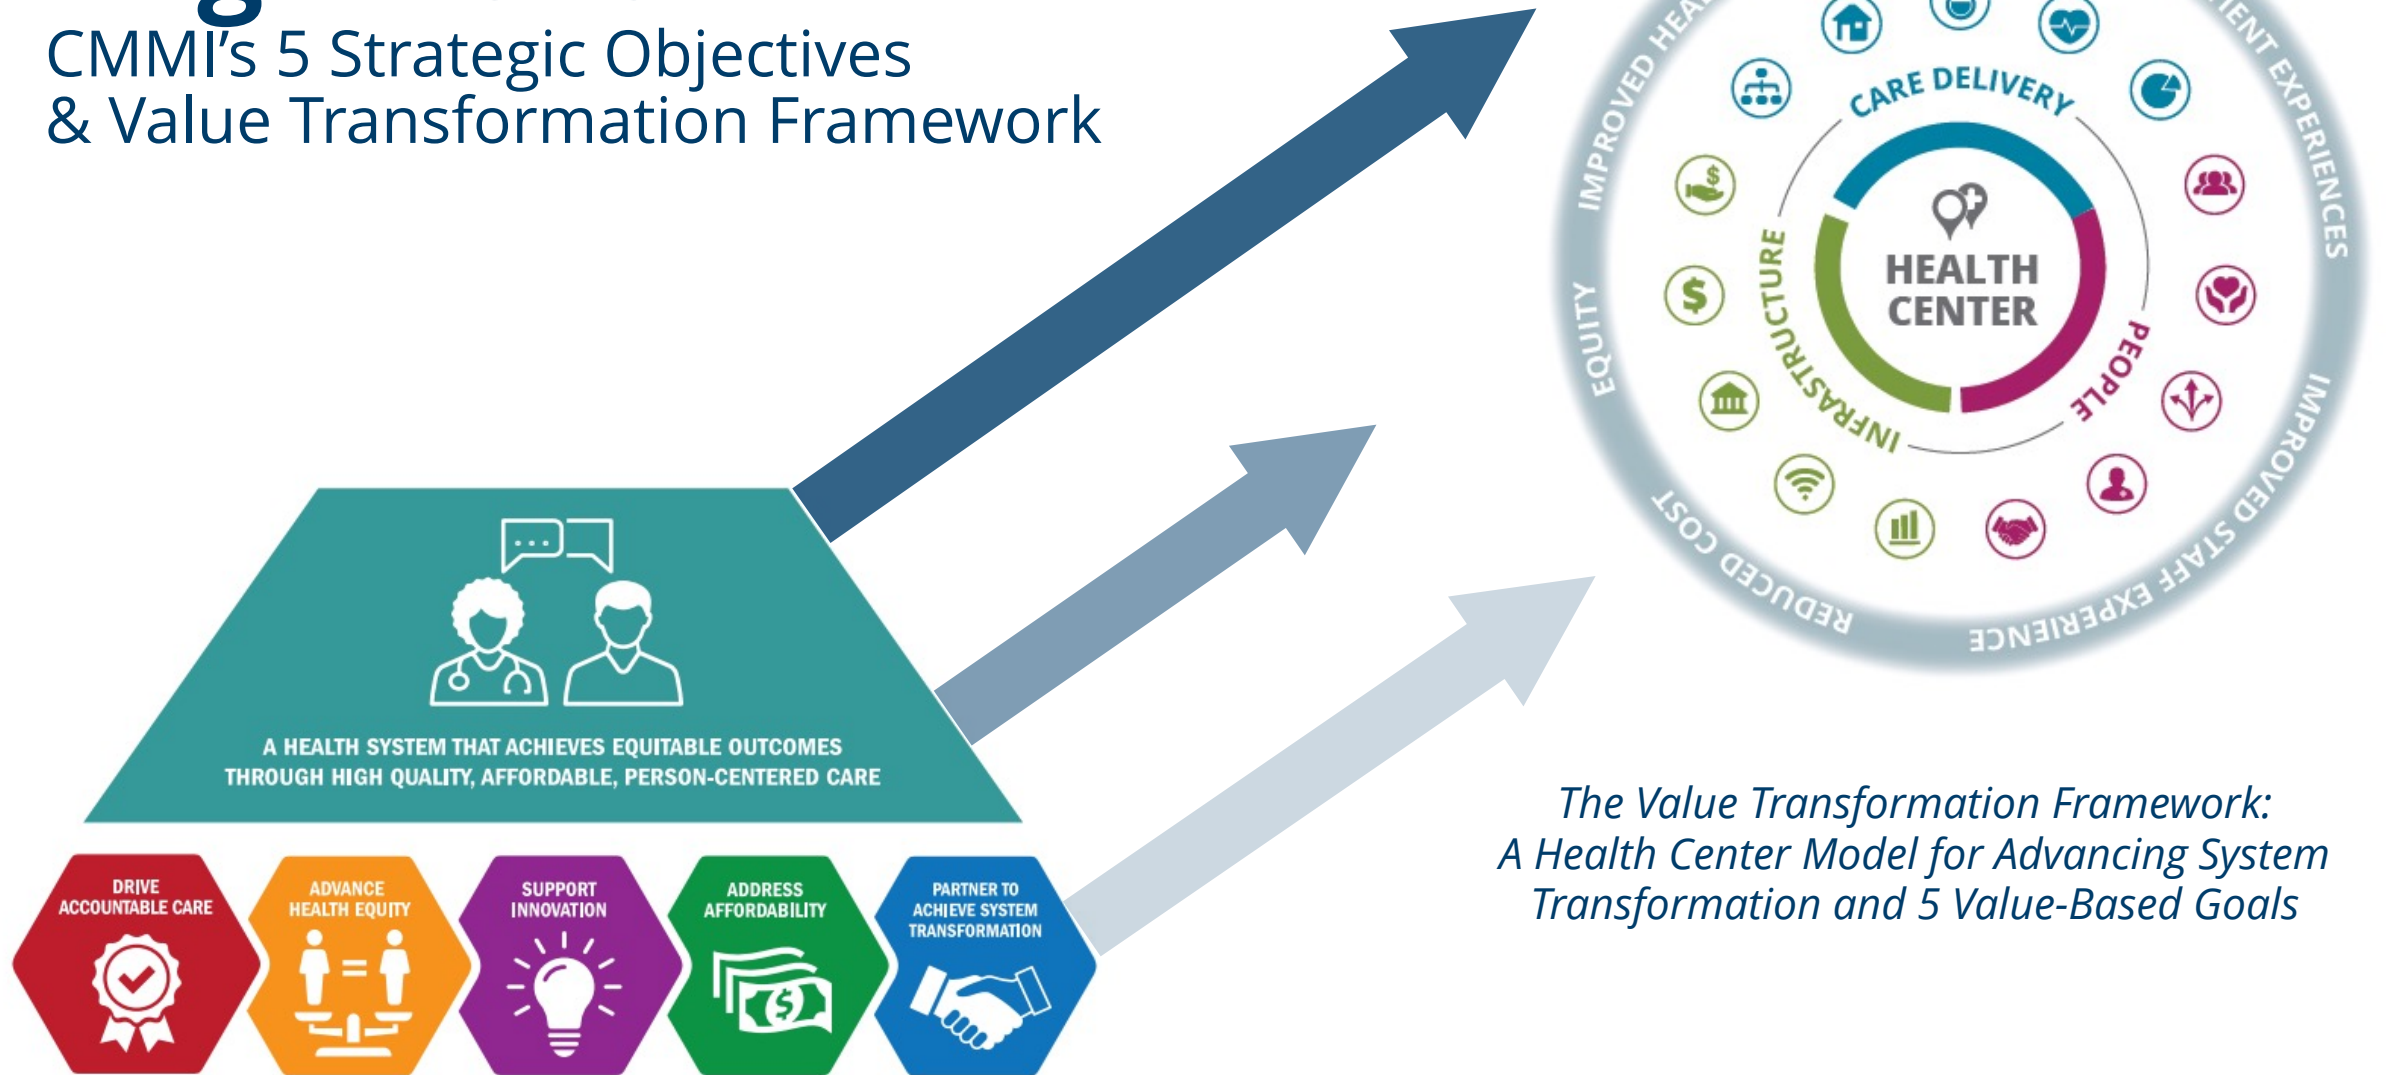 CMMI's 5 Strategic Objectives
& Value Transformation Framework
A HEALTH SYSTEM THAT ACHIEVES EQUITABLE OUTCOMES
THROUGH HIGH QUALITY, AFFORDABLE, PERSON-CENTERED CARE
DRIVE
ACCOUNTABLE CARE
ADVANCE
HEALTH EQUITY
SUPPORT
INNOVATION
ADDRESS
AFFORDABILITY
PARTNER TO
ACHIEVE SYSTEM
TRANSFORMATION
IMPROVED
EXPERIENCES
IMPROVED STAFF EXPERIENCE
REDUCED COST
EQUITY
CARE DELIVERY
PEOPLE
INFRASTRUCTURE
HEALTH
CENTER
The Value Transformation Framework:
A Health Center Model for Advancing System
Transformation and 5 Value-Based Goals